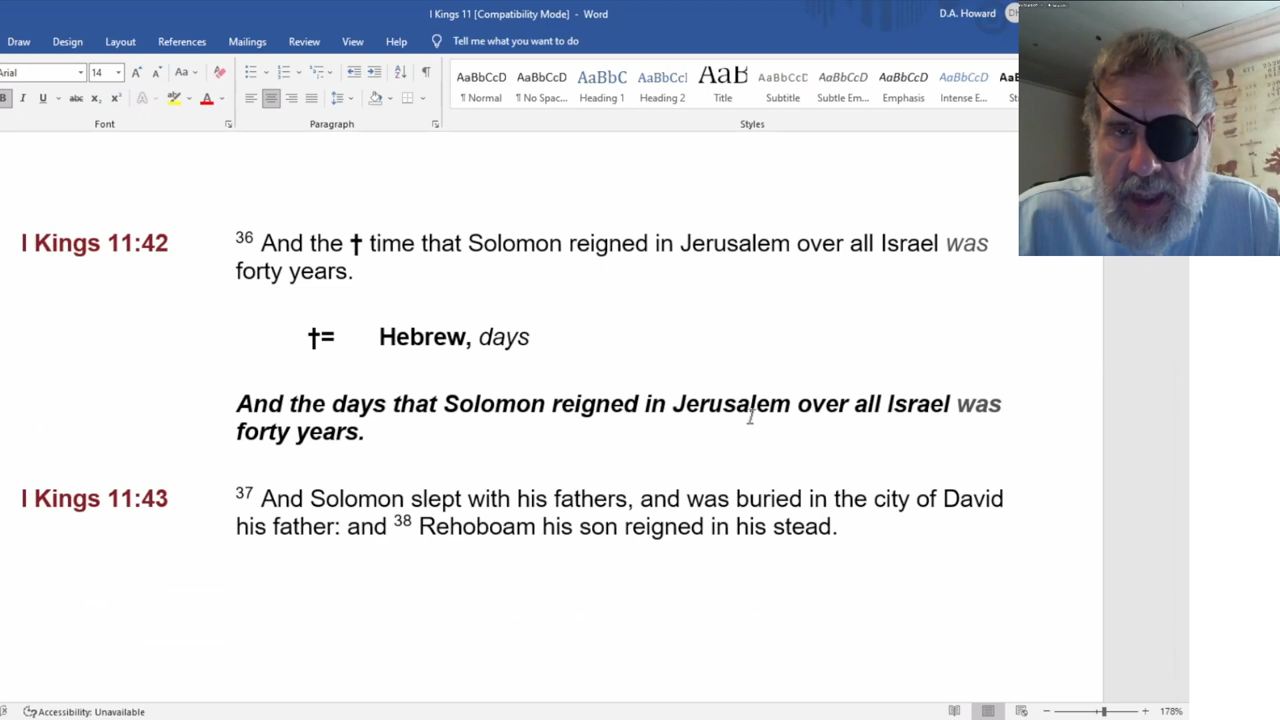 I Kings 11 [Compatibility Mode] - Word
D.A. Howard
DH
Draw Design Layout References Mailings Review View Help Tell me what you want to do
Arial 14 Aa
B I U abc x₂ x² A A
Font Paragraph Styles
AaBbCcD AaBbCcD AaBbC AaBbCcI AaB AaBbCcD AaBbCcD AaBbCcD AaBbCcD
¶ Normal ¶ No Spac... Heading 1 Heading 2 Title Subtitle Subtle Em... Emphasis Intense E...
I Kings 11:42 36 And the † time that Solomon reigned in Jerusalem over all Israel was
forty years.
†= Hebrew, days
And the days that Solomon reigned in Jerusalem over all Israel was
forty years.
I Kings 11:43 37 And Solomon slept with his fathers, and was buried in the city of David
his father: and 38 Rehoboam his son reigned in his stead.
Accessibility: Unavailable
178%